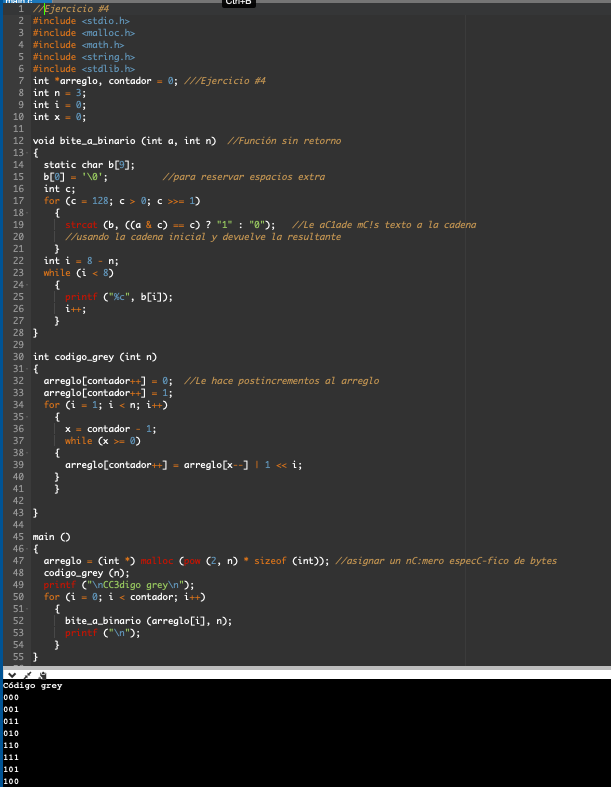 main.c
Ctrl+B
1 //Ejercicio #4
2 #include <stdio.h>
3 #include <malloc.h>
4 #include <math.h>
5 #include <string.h>
6 #include <stdlib.h>
7 int *arreglo, contador = 0; ///Ejercicio #4
8 int n = 3;
9 int i = 0;
10 int x = 0;
11
12 void bite_a_binario (int a, int n)  //Función sin retorno
13 {
14   static char b[9];
15   b[0] = '\0';         //para reservar espacios extra
16   int c;
17   for (c = 128; c > 0; c >>= 1)
18     {
19       strcat (b, ((a & c) == c) ? "1" : "0");   //Le aC1ade mC!s texto a la cadena
20       //usando la cadena inicial y devuelve la resultante
21     }
22   int i = 8 - n;
23   while (i < 8)
24     {
25       printf ("%c", b[i]);
26       i++;
27     }
28 }
29
30 int codigo_grey (int n)
31 {
32   arreglo[contador++] = 0;  //Le hace postincrementos al arreglo
33   arreglo[contador++] = 1;
34   for (i = 1; i < n; i++)
35     {
36       x = contador - 1;
37       while (x >= 0)
38     {
39       arreglo[contador++] = arreglo[x--] | 1 << i;
40     }
41     }
42
43 }
44
45 main ()
46 {
47   arreglo = (int *) malloc (pow (2, n) * sizeof (int)); //asignar un nC:mero especC-fico de bytes
48   codigo_grey (n);
49   printf ("\nCC3digo grey\n");
50   for (i = 0; i < contador; i++)
51     {
52       bite_a_binario (arreglo[i], n);
53       printf ("\n");
54     }
55 }
Código grey
000
001
011
010
110
111
101
100